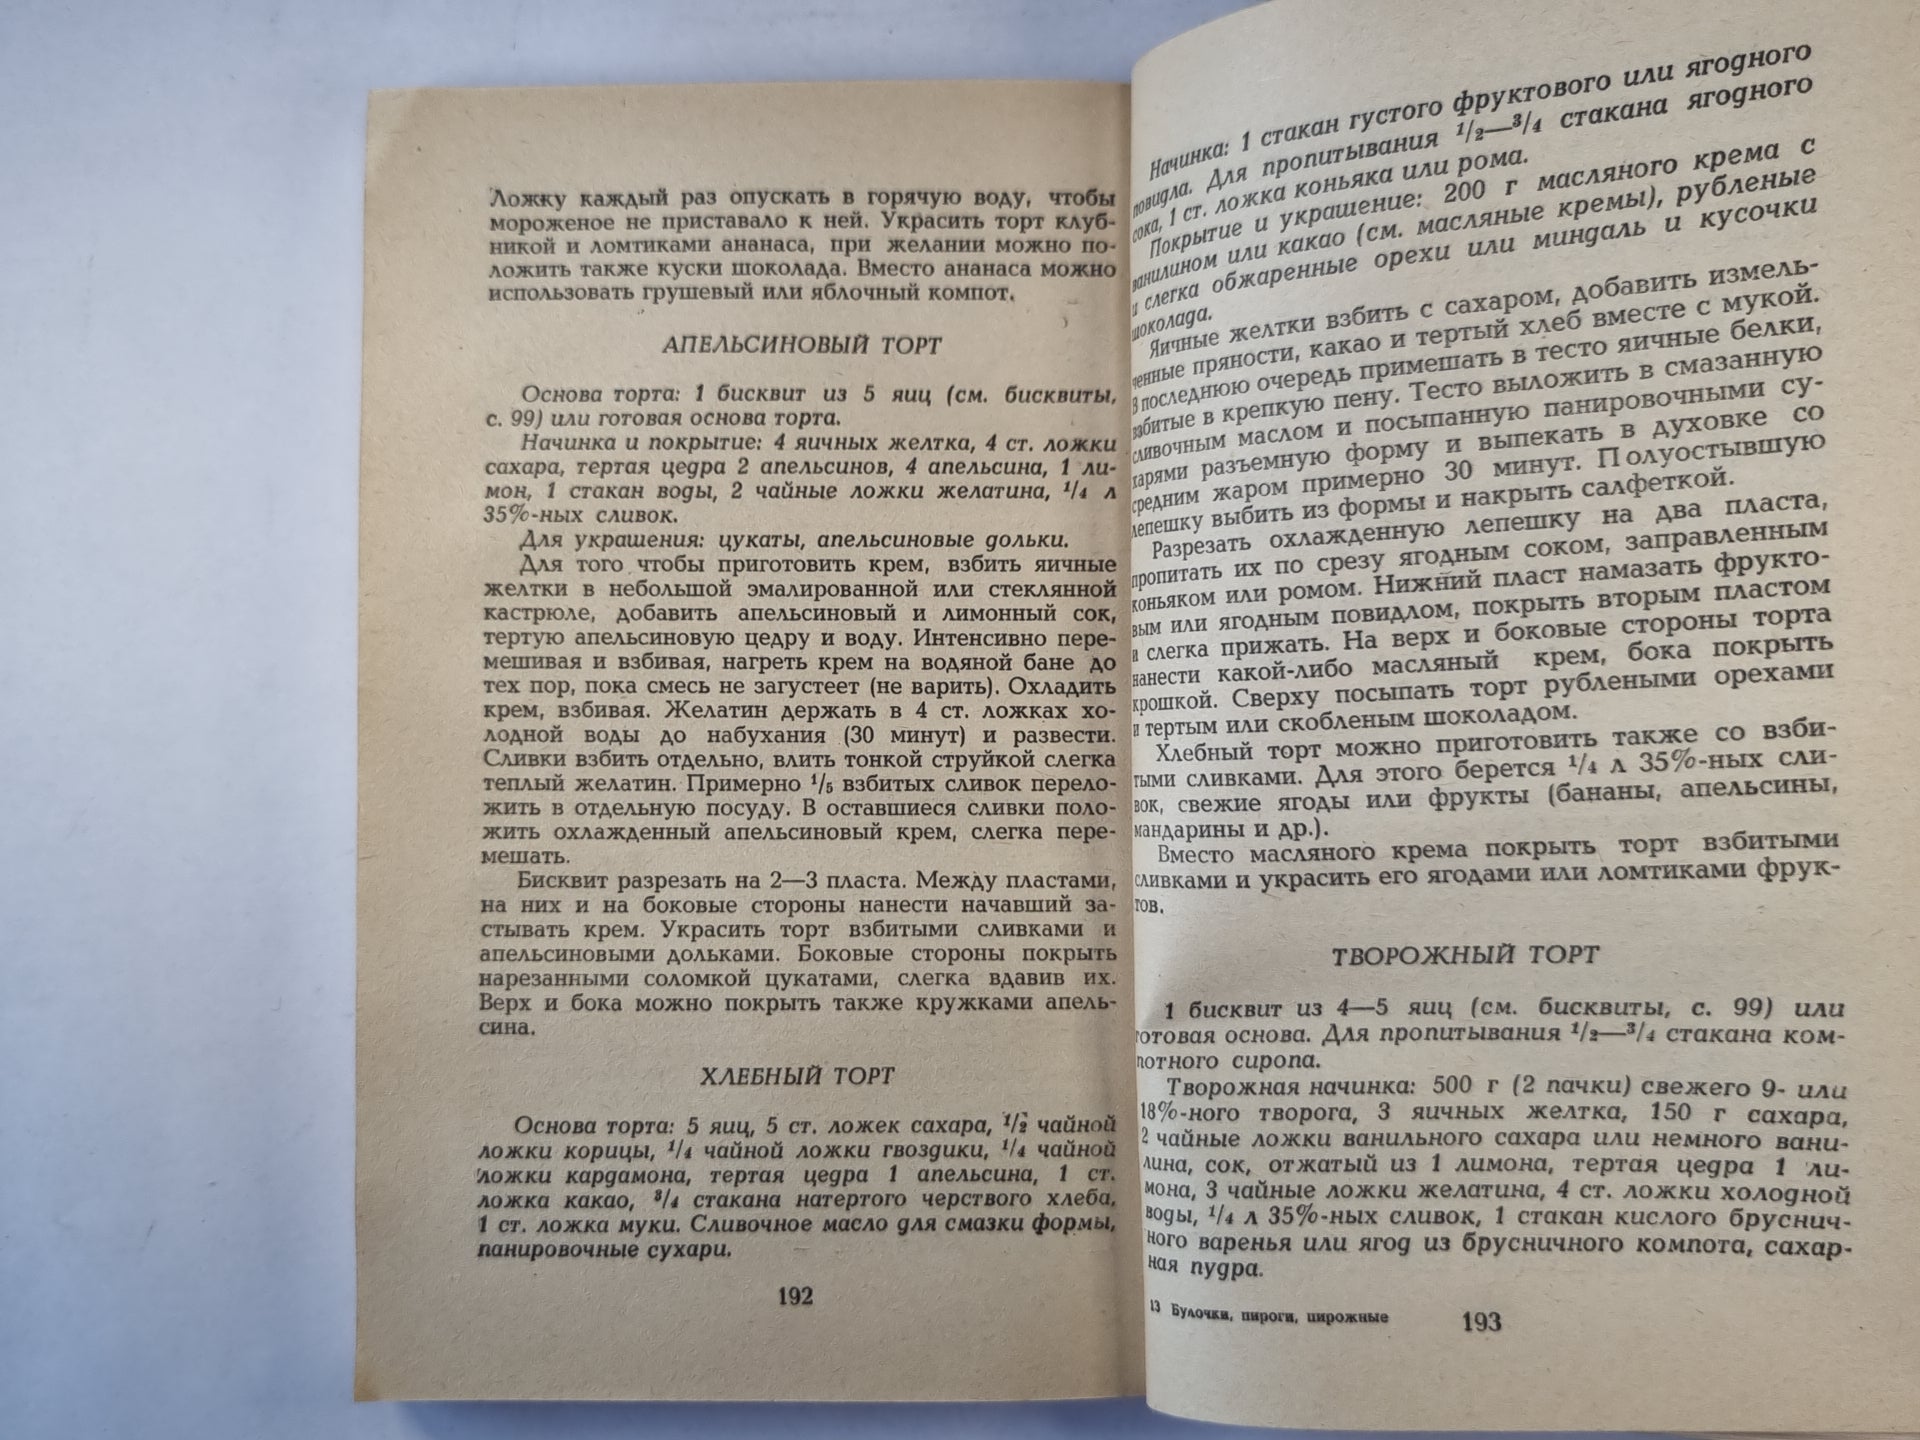 Ложку каждый раз опускать в горячую воду, чтобы
мороженое не приставало к ней. Украсить торт клуб-
никой и ломтиками ананаса, при желании можно по-
ложить также куски шоколада. Вместо ананаса можно
использовать грушевый или яблочный компот.
АПЕЛЬСИНОВЫЙ ТОРТ
Основа торта: 1 бисквит из 5 яиц (см. бисквиты,
с. 99) или готовая основа торта.
Начинка и покрытие: 4 яичных желтка, 4 ст. ложки
сахара, тертая цедра 2 апельсинов, 4 апельсина, 1 ли-
мон, 1 стакан воды, 2 чайные ложки желатина, 1/4 л
35%-ных сливок.
Для украшения: цукаты, апельсиновые дольки.
Для того чтобы приготовить крем, взбить яичные
желтки в небольшой эмалированной или стеклянной
кастрюле, добавить апельсиновый и лимонный сок,
тертую апельсиновую цедру и воду. Интенсивно пере-
мешивая и взбивая, нагреть крем на водяной бане до
тех пор, пока смесь не загустеет (не варить). Охладить
крем, взбивая. Желатин держать в 4 ст. ложках хо-
лодной воды до набухания (30 минут) и развести.
Сливки взбить отдельно, влить тонкой струйкой слегка
теплый желатин. Примерно 1/5 взбитых сливок перело-
жить в отдельную посуду. В оставшиеся сливки поло-
жить охлажденный апельсиновый крем, слегка пере-
мешать.
Бисквит разрезать на 2—3 пласта. Между пластами,
на них и на боковые стороны нанести начавший за-
стывать крем. Украсить торт взбитыми сливками и
апельсиновыми дольками. Боковые стороны покрыть
нарезанными соломкой цукатами, слегка вдавив их.
Верх и бока можно покрыть также кружками апель-
сина.
ХЛЕБНЫЙ ТОРТ
Основа торта: 5 яиц, 5 ст. ложек сахара, 1/2 чайной
ложки корицы, 1/4 чайной ложки гвоздики, 1/4 чайной
ложки кардамона, тертая цедра 1 апельсина, 1 ст.
ложка какао, 3/4 стакана натертого черствого хлеба,
1 ст. ложка муки. Сливочное масло для смазки формы,
панировочные сухари.
192
Начинка: 1 стакан густого фруктового или ягодного
повидла. Для пропитывания 1/2—3/4 стакана ягодного
сока, 1 ст. ложка коньяка или рома.
Покрытие и украшение: 200 г масляного крема с
ванилином или какао (см. масляные кремы), рубленые
и слегка обжаренные орехи или миндаль и кусочки
шоколада.
Яичные желтки взбить с сахаром, добавить измель-
ченные пряности, какао и тертый хлеб вместе с мукой.
В последнюю очередь примешать в тесто яичные белки,
взбитые в крепкую пену. Тесто выложить в смазанную
сливочным маслом и посыпанную панировочными су-
харями разъемную форму и выпекать в духовке со
средним жаром примерно 30 минут. Полуостывшую
лепешку выбить из формы и накрыть салфеткой.
Разрезать охлажденную лепешку на два пласта,
пропитать их по срезу ягодным соком, заправленным
коньяком или ромом. Нижний пласт намазать фрукто-
вым или ягодным повидлом, покрыть вторым пластом
и слегка прижать. На верх и боковые стороны торта
нанести какой-либо масляный крем, бока покрыть
крошкой. Сверху посыпать торт рублеными орехами
и тертым или скобленым шоколадом.
Хлебный торт можно приготовить также со взби-
тыми сливками. Для этого берется 1/4 л 35%-ных сли-
вок, свежие ягоды или фрукты (бананы, апельсины,
мандарины и др.).
Вместо масляного крема покрыть торт взбитыми
сливками и украсить его ягодами или ломтиками фрук-
тов.
ТВОРОЖНЫЙ ТОРТ
1 бисквит из 4—5 яиц (см. бисквиты, с. 99) или
готовая основа. Для пропитывания 1/2—3/4 стакана ком-
потного сиропа.
Творожная начинка: 500 г (2 пачки) свежего 9- или
18%-ного творога, 3 яичных желтка, 150 г сахара,
2 чайные ложки ванильного сахара или немного вани-
лина, сок, отжатый из 1 лимона, тертая цедра 1 ли-
мона, 3 чайные ложки желатина, 4 ст. ложки холодной
воды, 1/4 л 35%-ных сливок, 1 стакан кислого бруснич-
ного варенья или ягод из брусничного компота, сахар-
ная пудра.
13 Булочки, пироги, пирожные
193